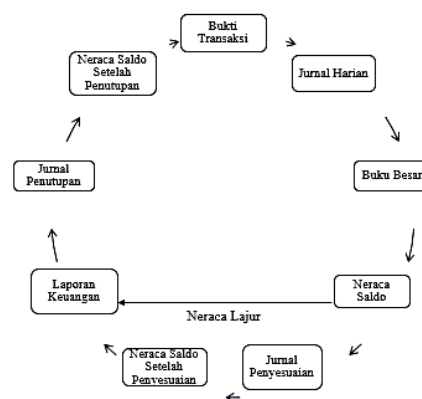 Bukti
Transaksi
Jurnal Harian
Buku Besar
Neraca
Saldo
Jurnal
Penyesuaian
Neraca Saldo
Setelah
Penyesuaian
Laporan
Keuangan
Neraca Lajur
Jurnal
Penutupan
Neraca Saldo
Setelah
Penutupan